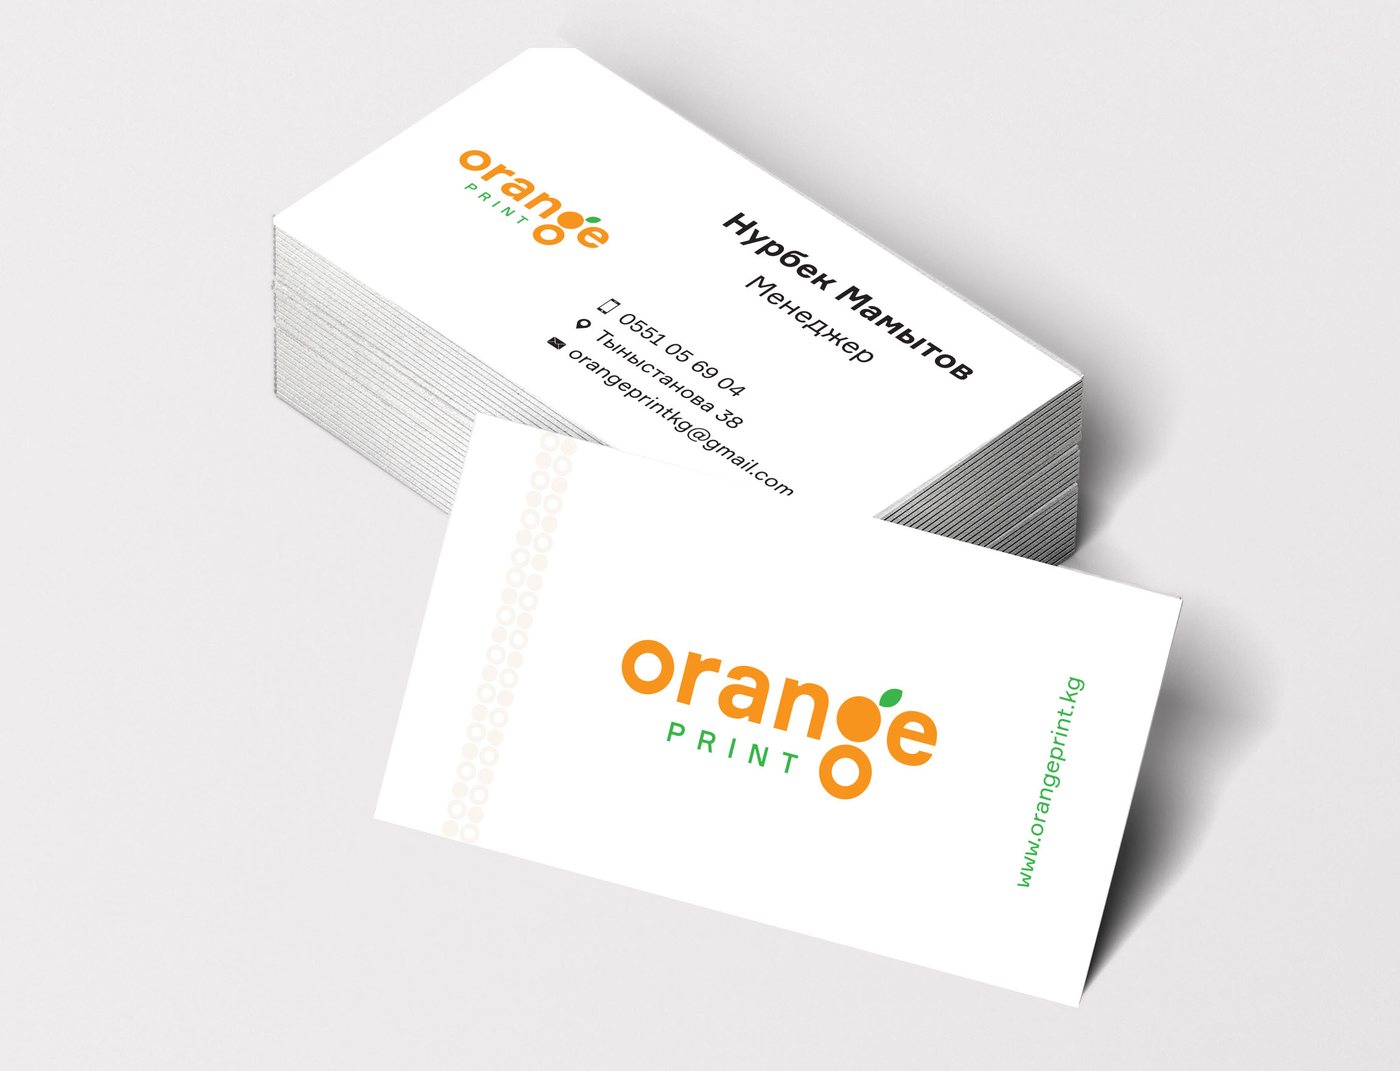 orange
PRINT
Нурбек Мамытов
Менеджер
0551 05 69 04
Тыныстанова 38
orangeprintkg@gmail.com
orange
PRINT
www.orangeprint.kg